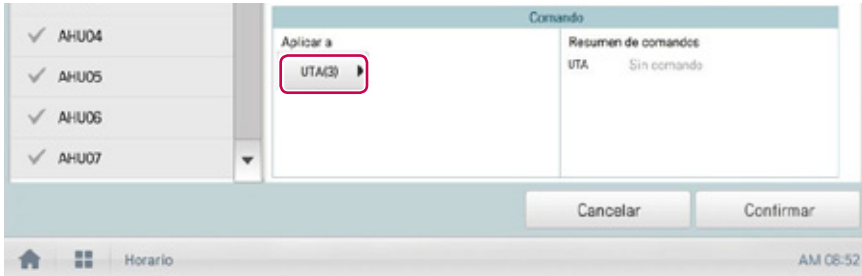 AHU04
AHU05
AHU06
AHU07
Comando
Aplicar a
UTA(3)
Resumen de comandos
UTA Sin comando
Cancelar
Confirmar
Horario
AM 08:52